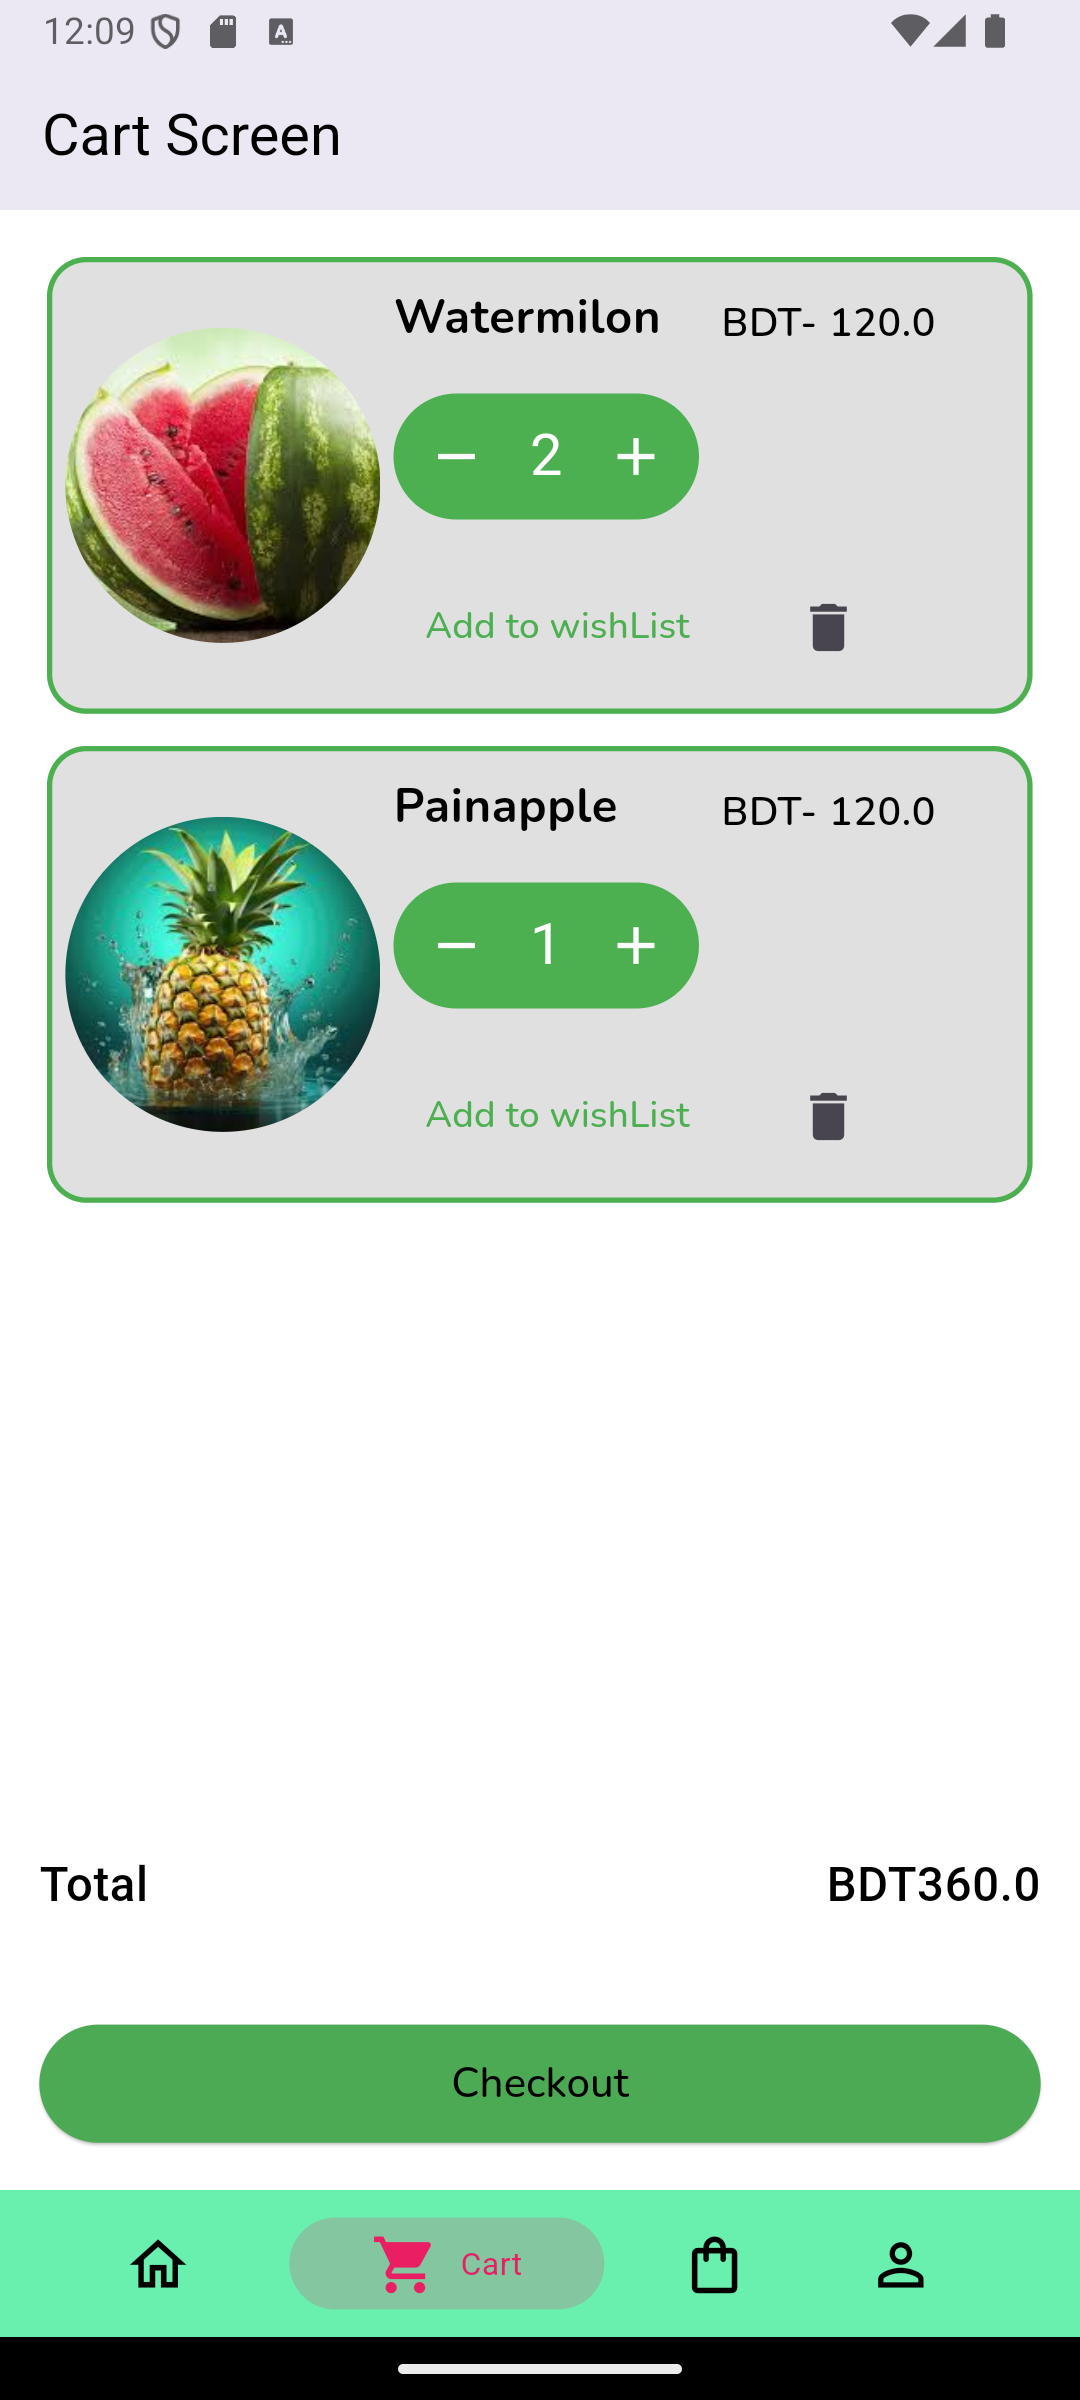 12:09
Cart Screen
Watermilon
BDT- 120.0
2
Add to wishList
Painapple
BDT- 120.0
1
Add to wishList
Total
BDT360.0
Checkout
Cart